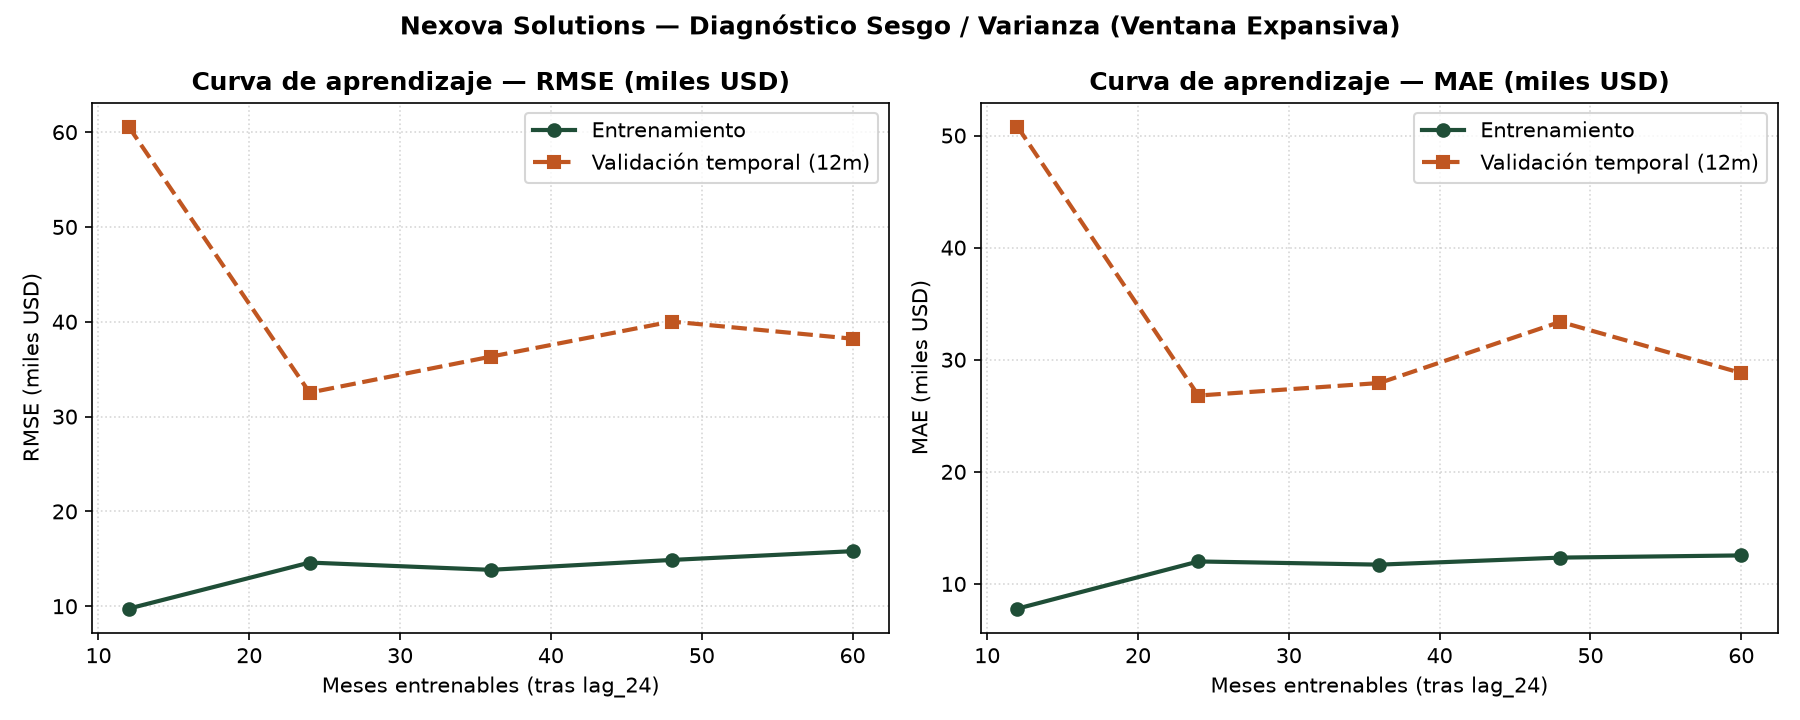 Nexova Solutions — Diagnóstico Sesgo / Varianza (Ventana Expansiva)
Curva de aprendizaje — RMSE (miles USD)
RMSE (miles USD)
60
50
40
30
20
10
Entrenamiento
Validación temporal (12m)
10 20 30 40 50 60
Meses entrenables (tras lag_24)
Curva de aprendizaje — MAE (miles USD)
MAE (miles USD)
50
40
30
20
10
Entrenamiento
Validación temporal (12m)
10 20 30 40 50 60
Meses entrenables (tras lag_24)